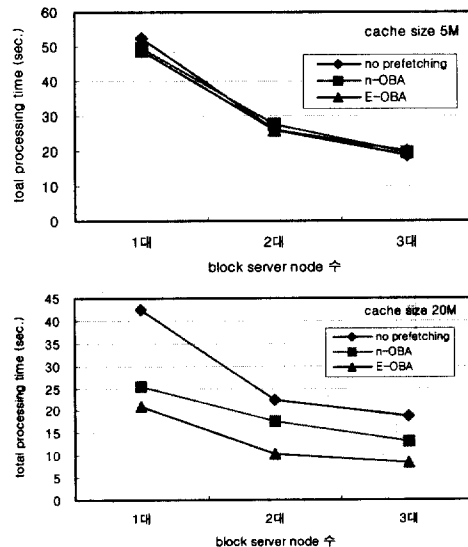 cache size 5M
no prefetching
n-OBA
E-OBA
toal processing time (sec.)
60
50
40
30
20
10
0
1대 2대 3대
block server node 수
cache size 20M
no prefetching
n-OBA
E-OBA
total processing time (sec.)
45
40
35
30
25
20
15
10
5
0
1대 2대 3대
block server node 수